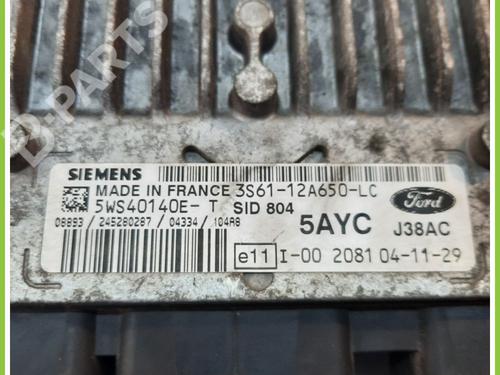 B-PARTS
SIEMENS
MADE IN FRANCE 3S61-12A650-LC
5WS40140E- T SID 804
08893 / 245280287 / 04334 / 104R8
5AYC
Ford
J38AC
e11 I-00 2081 04-11-29